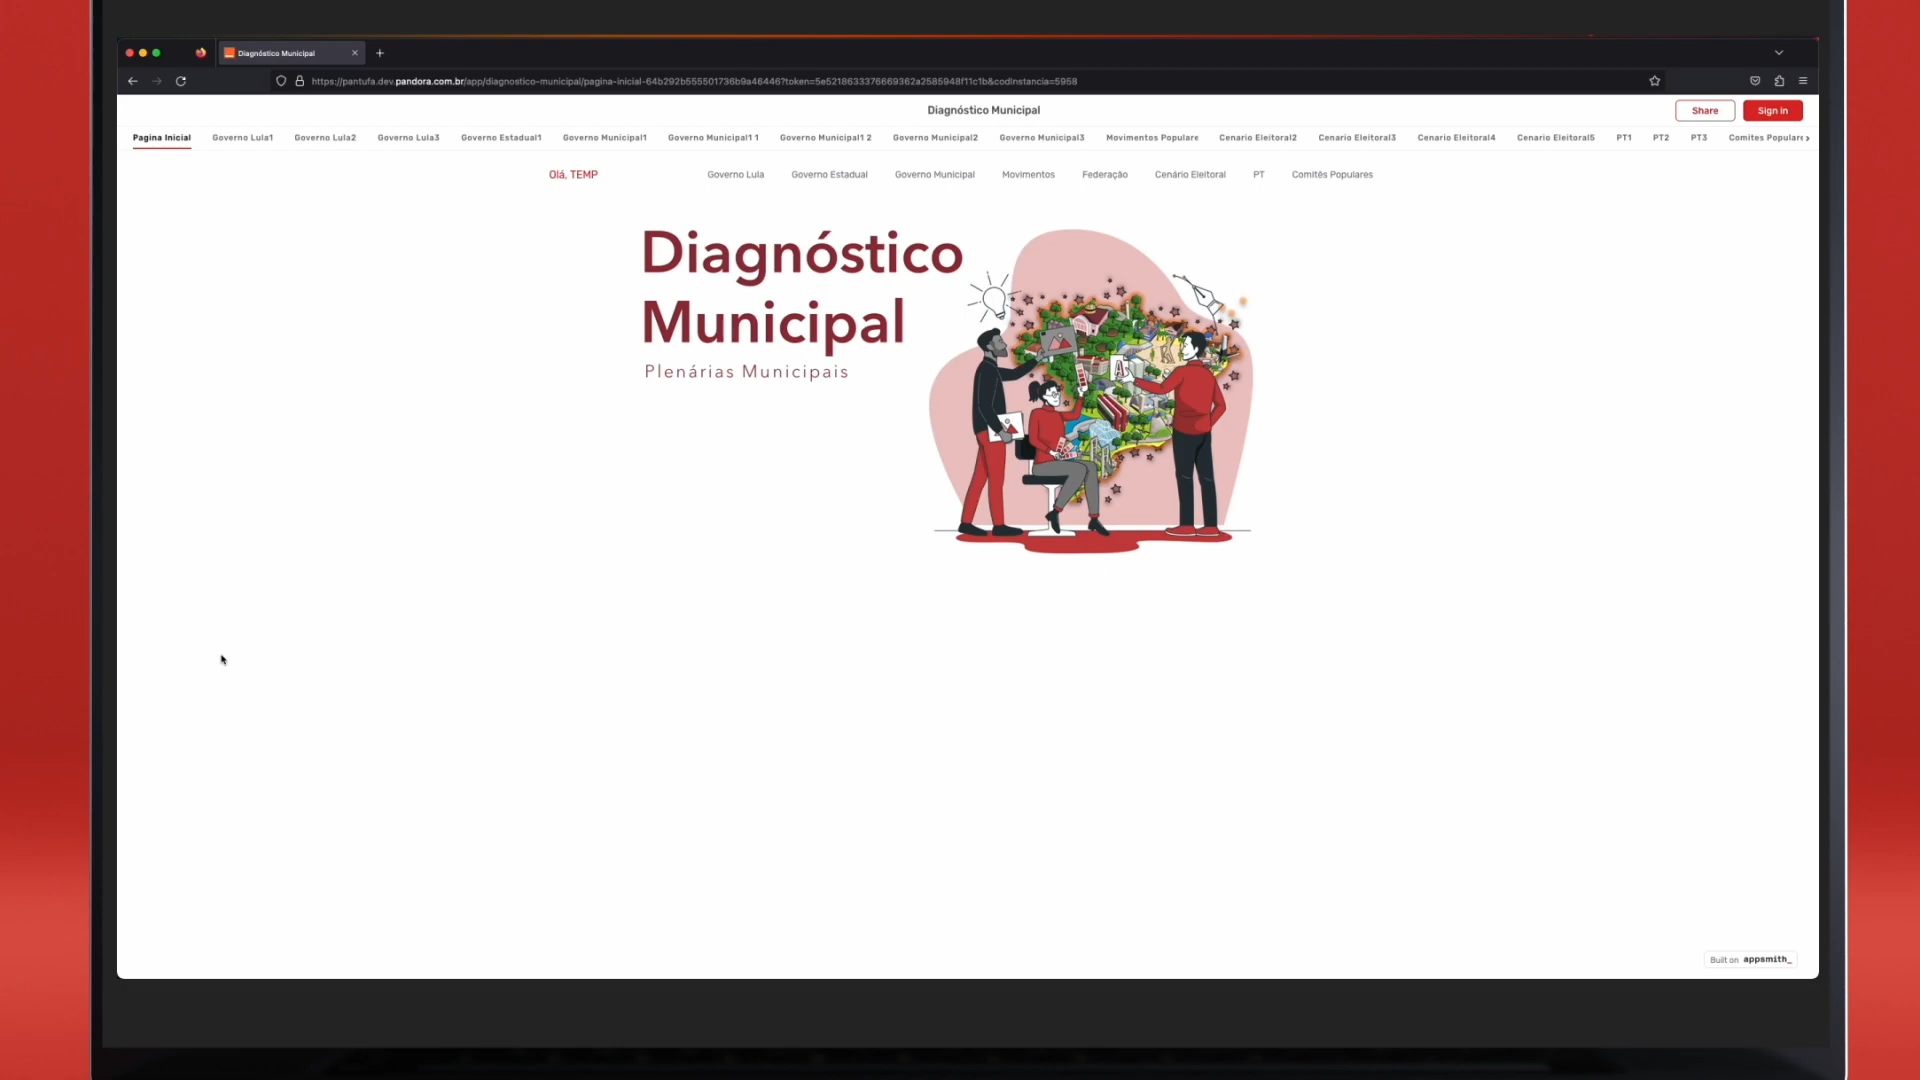 Diagnóstico Municipal
https://pantufa.dev.pandora.com.br/app/diagnostico-municipal/pagina-inicial-64b292b555501736b9a46446?token=5e5218633376669362a2585948f11c1b&codInstancia=5958
Diagnóstico Municipal
Share
Sign in
Pagina Inicial
Governo Lula1
Governo Lula2
Governo Lula3
Governo Estadual1
Governo Municipal1
Governo Municipal1 1
Governo Municipal1 2
Governo Municipal2
Governo Municipal3
Movimentos Populare
Cenario Eleitoral2
Cenario Eleitoral3
Cenario Eleitoral4
Cenario Eleitoral5
PT1
PT2
PT3
Comites Populare
Olá, TEMP
Governo Lula
Governo Estadual
Governo Municipal
Movimentos
Federação
Cenário Eleitoral
PT
Comitês Populares
Diagnóstico
Municipal
Plenárias Municipais
A
Built on appsmith_